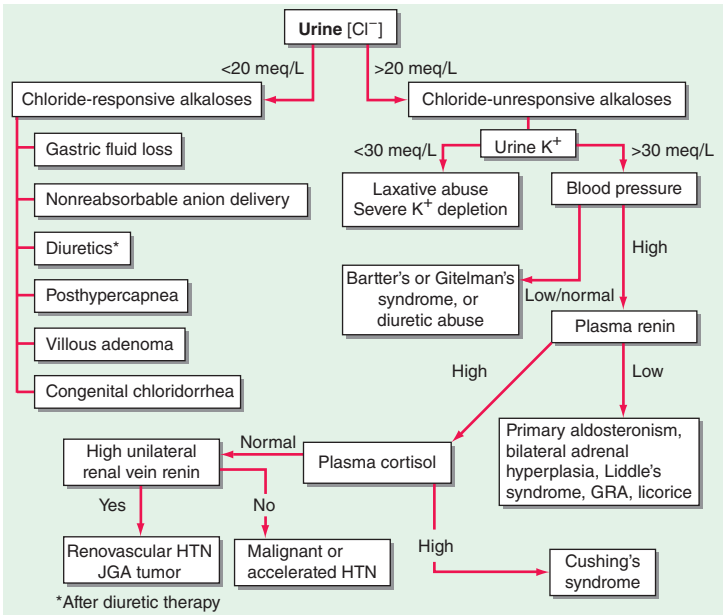 Urine [Cl⁻]
<20 meq/L
>20 meq/L
Chloride-responsive alkaloses
Chloride-unresponsive alkaloses
Gastric fluid loss
Nonreabsorbable anion delivery
Diuretics*
Posthypercapnea
Villous adenoma
Congenital chloridorrhea
Urine K⁺
<30 meq/L
>30 meq/L
Laxative abuse
Severe K⁺ depletion
Blood pressure
Low/normal
High
Bartter's or Gitelman's
syndrome, or
diuretic abuse
Plasma renin
High
Low
Primary aldosteronism,
bilateral adrenal
hyperplasia, Liddle's
syndrome, GRA, licorice
Plasma cortisol
Normal
High
High unilateral
renal vein renin
Yes
No
Renovascular HTN
JGA tumor
Malignant or
accelerated HTN
Cushing's
syndrome
*After diuretic therapy